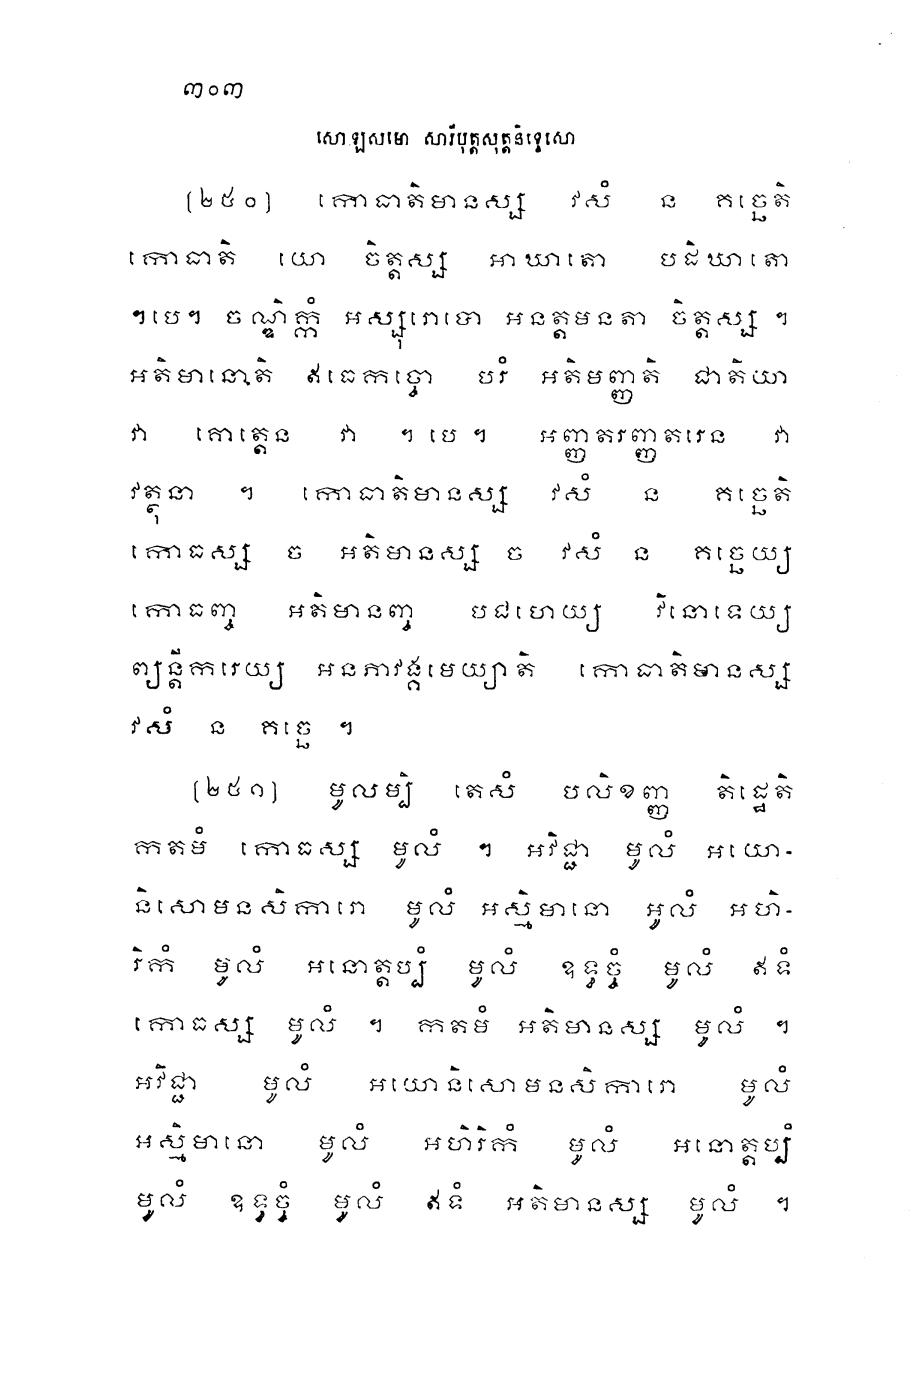 ៣០៣
សោឡសមោ សារីបុត្តសុត្តនិទ្ទេសោ
(២៥០) កោធាតិមានស្ស វសំ ន គច្ឆេតិ
កោធាតិ យោ ចិត្តស្ស អាឃាតោ បដិឃាតោ
។បេ។ ចណ្ឌិក្កំ អស្សុរោបោ អនត្តមនតា ចិត្តស្ស ។
អតិមានោតិ ឥធេកច្ចោ បរំ អតិមញ្ញតិ ជាតិយា
វា គោត្តេន វា ។ បេ ។ អញ្ញតរញ្ញតរេន វា
វត្ថុនា ។ កោធាតិមានស្ស វសំ ន គច្ឆេតិ
កោធស្ស ច អតិមានស្ស ច វសំ ន គច្ឆេយ្យ
កោធញ្ច អតិមានញ្ច បជហេយ្យ វិនោទេយ្យ
ព្យន្តីករេយ្យ អនភាវង្គមេយ្យាតិ កោធាតិមានស្ស
វសំ ន គច្ឆេ ។
(២៥១) មូលម្បិ តេសំ បលិខញ្ញ តិដ្ឋេតិ
កតមំ កោធស្ស មូលំ ។ អវិជ្ជា មូលំ អយោ-
និសោមនសិការោ មូលំ អស្មិមានោ មូលំ អហិ-
រិកំ មូលំ អនោត្តប្បំ មូលំ ឧទ្ធច្ចំ មូលំ ឥទំ
កោធស្ស មូលំ ។ កតមំ អតិមានស្ស មូលំ ។
អវិជ្ជា មូលំ អយោនិសោមនសិការោ មូលំ
អស្មិមានោ មូលំ អហិរិកំ មូលំ អនោត្តប្បំ
មូលំ ឧទ្ធច្ចំ មូលំ ឥទំ អតិមានស្ស មូលំ ។